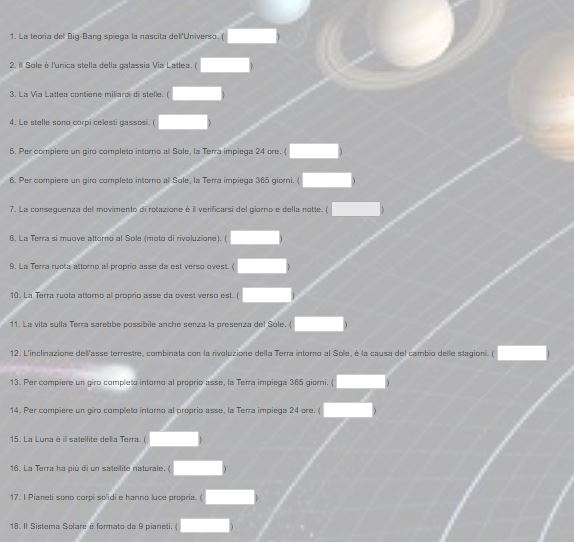 1. La teoria del Big-Bang spiega la nascita dell'Universo. ( )
2. Il Sole è l'unica stella della galassia Via Lattea. ( )
3. La Via Lattea contiene miliardi di stelle. ( )
4. Le stelle sono corpi celesti gassosi. ( )
5. Per compiere un giro completo intorno al Sole, la Terra impiega 24 ore. ( )
6. Per compiere un giro completo intorno al Sole, la Terra impiega 365 giorni. ( )
7. La conseguenza del movimento di rotazione è il verificarsi del giorno e della notte. ( )
8. La Terra si muove attorno al Sole (moto di rivoluzione). ( )
9. La Terra ruota attorno al proprio asse da est verso ovest. ( )
10. La Terra ruota attorno al proprio asse da ovest verso est. ( )
11. La vita sulla Terra sarebbe possibile anche senza la presenza del Sole. ( )
12. L'inclinazione dell'asse terrestre, combinata con la rivoluzione della Terra intorno al Sole, è la causa del cambio delle stagioni. ( )
13. Per compiere un giro completo intorno al proprio asse, la Terra impiega 365 giorni. ( )
14. Per compiere un giro completo intorno al proprio asse, la Terra impiega 24 ore. ( )
15. La Luna è il satellite della Terra. ( )
16. La Terra ha più di un satellite naturale. ( )
17. I Pianeti sono corpi solidi e hanno luce propria. ( )
18. Il Sistema Solare è formato da 9 pianeti. ( )